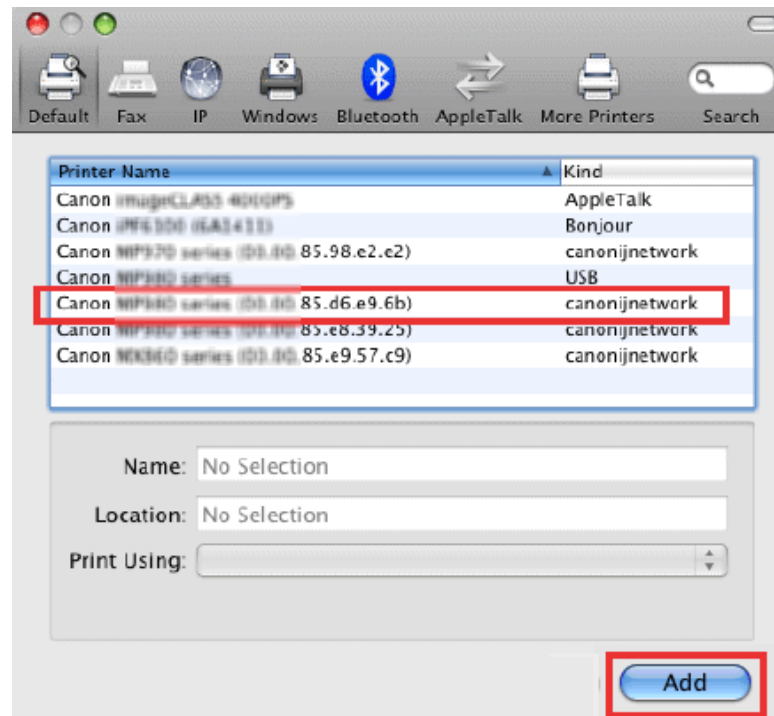 Default Fax IP Windows Bluetooth AppleTalk More Printers Search
Printer Name Kind
Canon AppleTalk
Canon Bonjour
Canon 85.98.e2.e2) canonijnetwork
Canon USB
Canon 85.d6.e9.6b) canonijnetwork
Canon 85.e8.39.25) canonijnetwork
Canon 85.e9.57.c9) canonijnetwork
Name: No Selection
Location: No Selection
Print Using:
Add